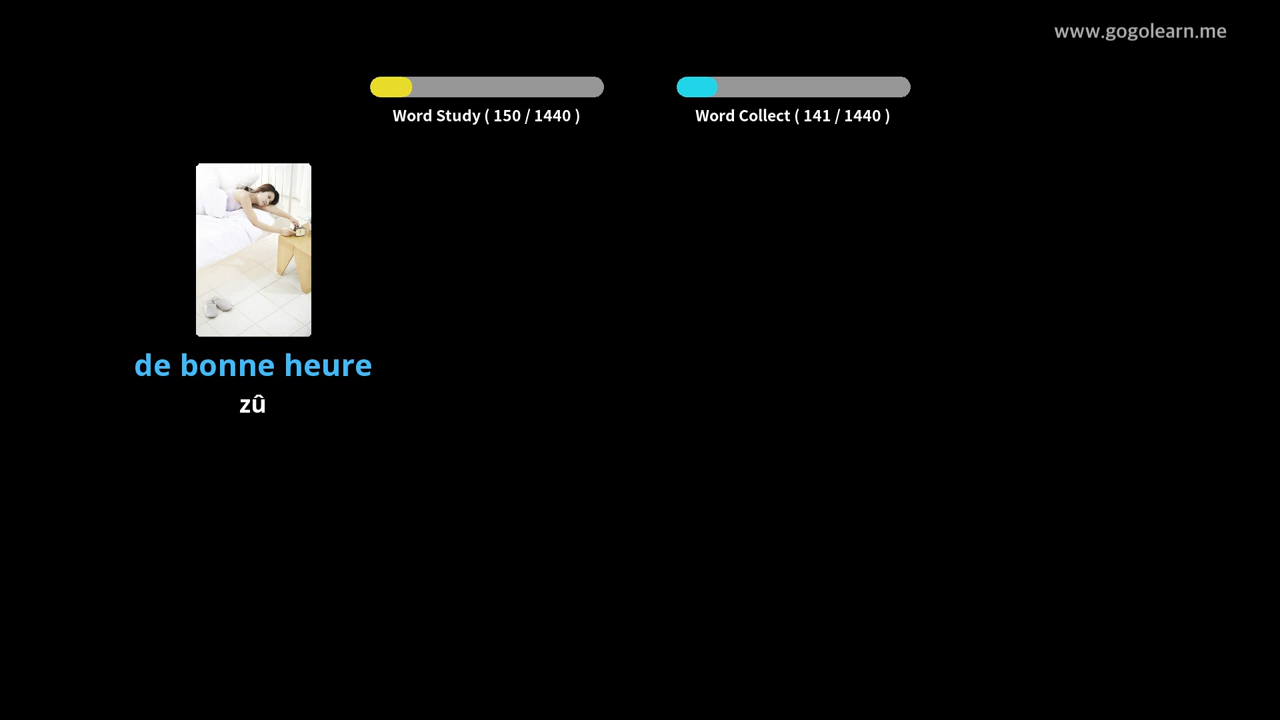 www.gogolearn.me
Word Study ( 150 / 1440 )
Word Collect ( 141 / 1440 )
de bonne heure
zû